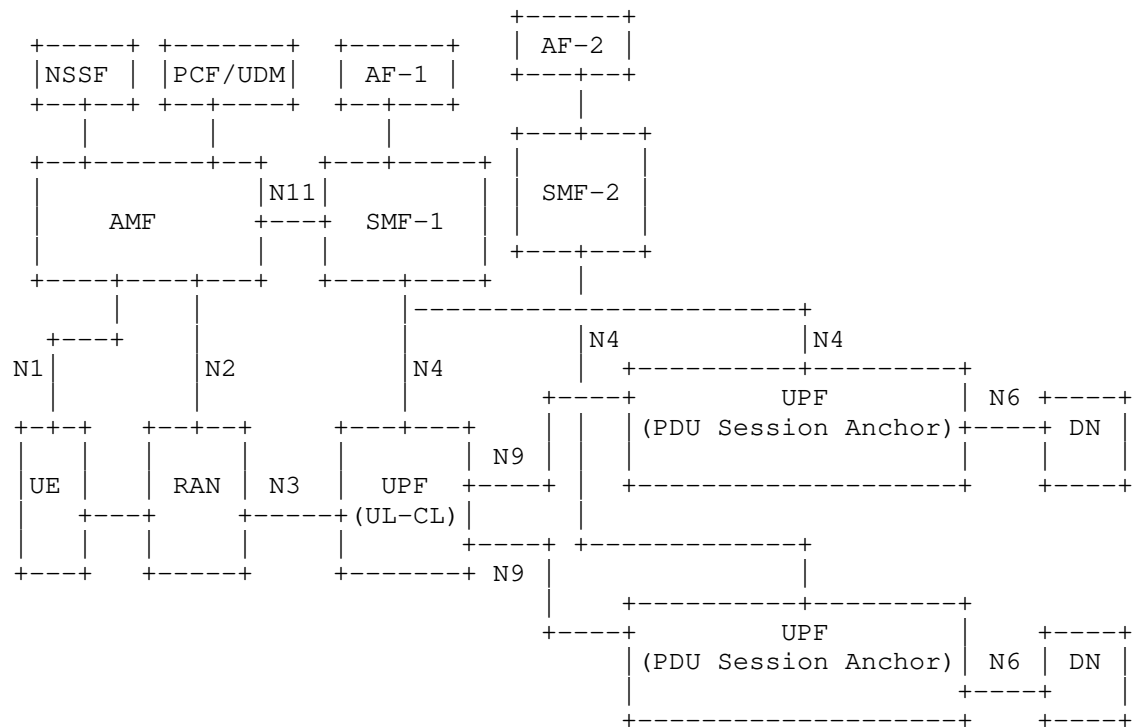 AF-2
NSSF PCF/UDM AF-1
N11 SMF-2
AMF SMF-1
N4 N4
N1 N2 N4
UPF N6
(PDU Session Anchor) DN
N9
UE RAN N3 UPF
(UL-CL)
N9
UPF
(PDU Session Anchor) N6 DN